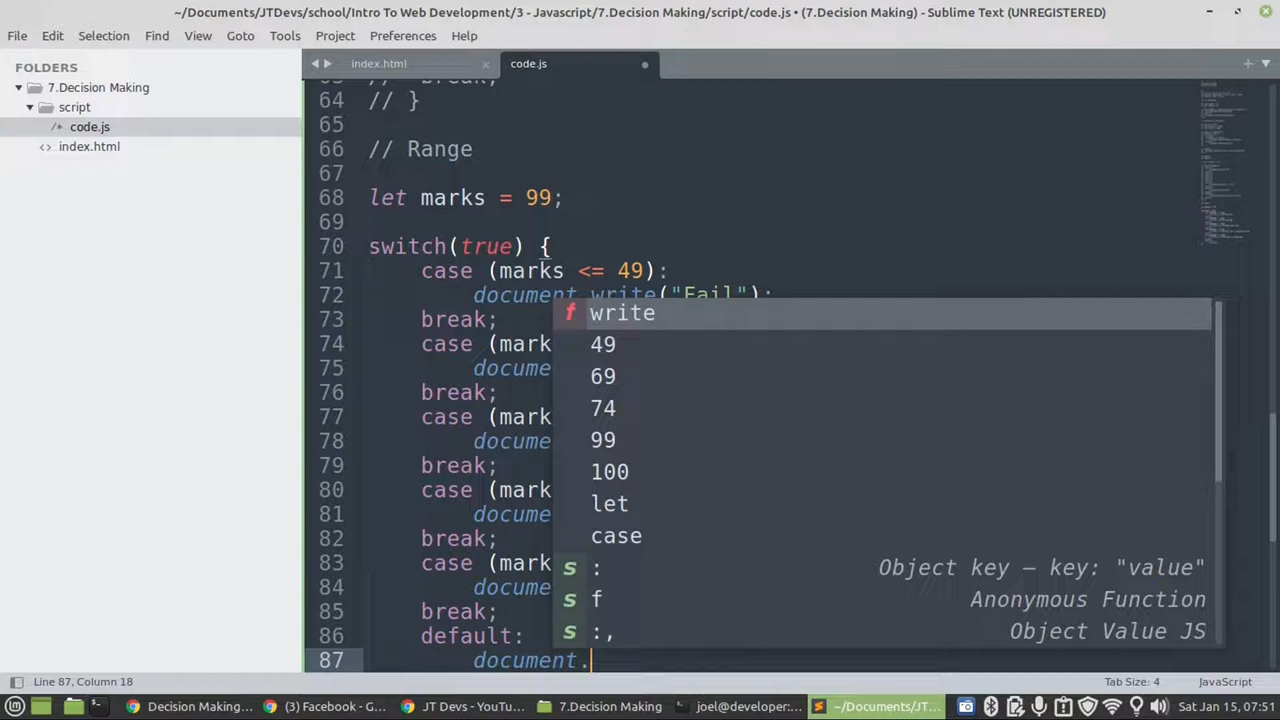 ~/Documents/JTDevs/school/Intro To Web Development/3 - Javascript/7.Decision Making/script/code.js • (7.Decision Making) - Sublime Text (UNREGISTERED)
File Edit Selection Find View Goto Tools Project Preferences Help
FOLDERS
7.Decision Making
script
/* code.js
<> index.html
index.html
code.js
64 // }
65
66 // Range
67
68 let marks = 99;
69
70 switch(true) {
71 case (marks <= 49):
72 document.write("Fail");
73 break;
74 case (mark
75 docume
76 break;
77 case (mark
78 docume
79 break;
80 case (mark
81 docume
82 break;
83 case (mark
84 docume
85 break;
86 default:
87 document.
f write
49
69
74
99
100
let
case
s : Object key — key: "value"
s f Anonymous Function
s :, Object Value JS
Line 87, Column 18
Tab Size: 4
JavaScript
Decision Making...
(3) Facebook - G...
JT Devs - YouTu...
7.Decision Making
joel@developer:...
~/Documents/JT...
Sat Jan 15, 07:51